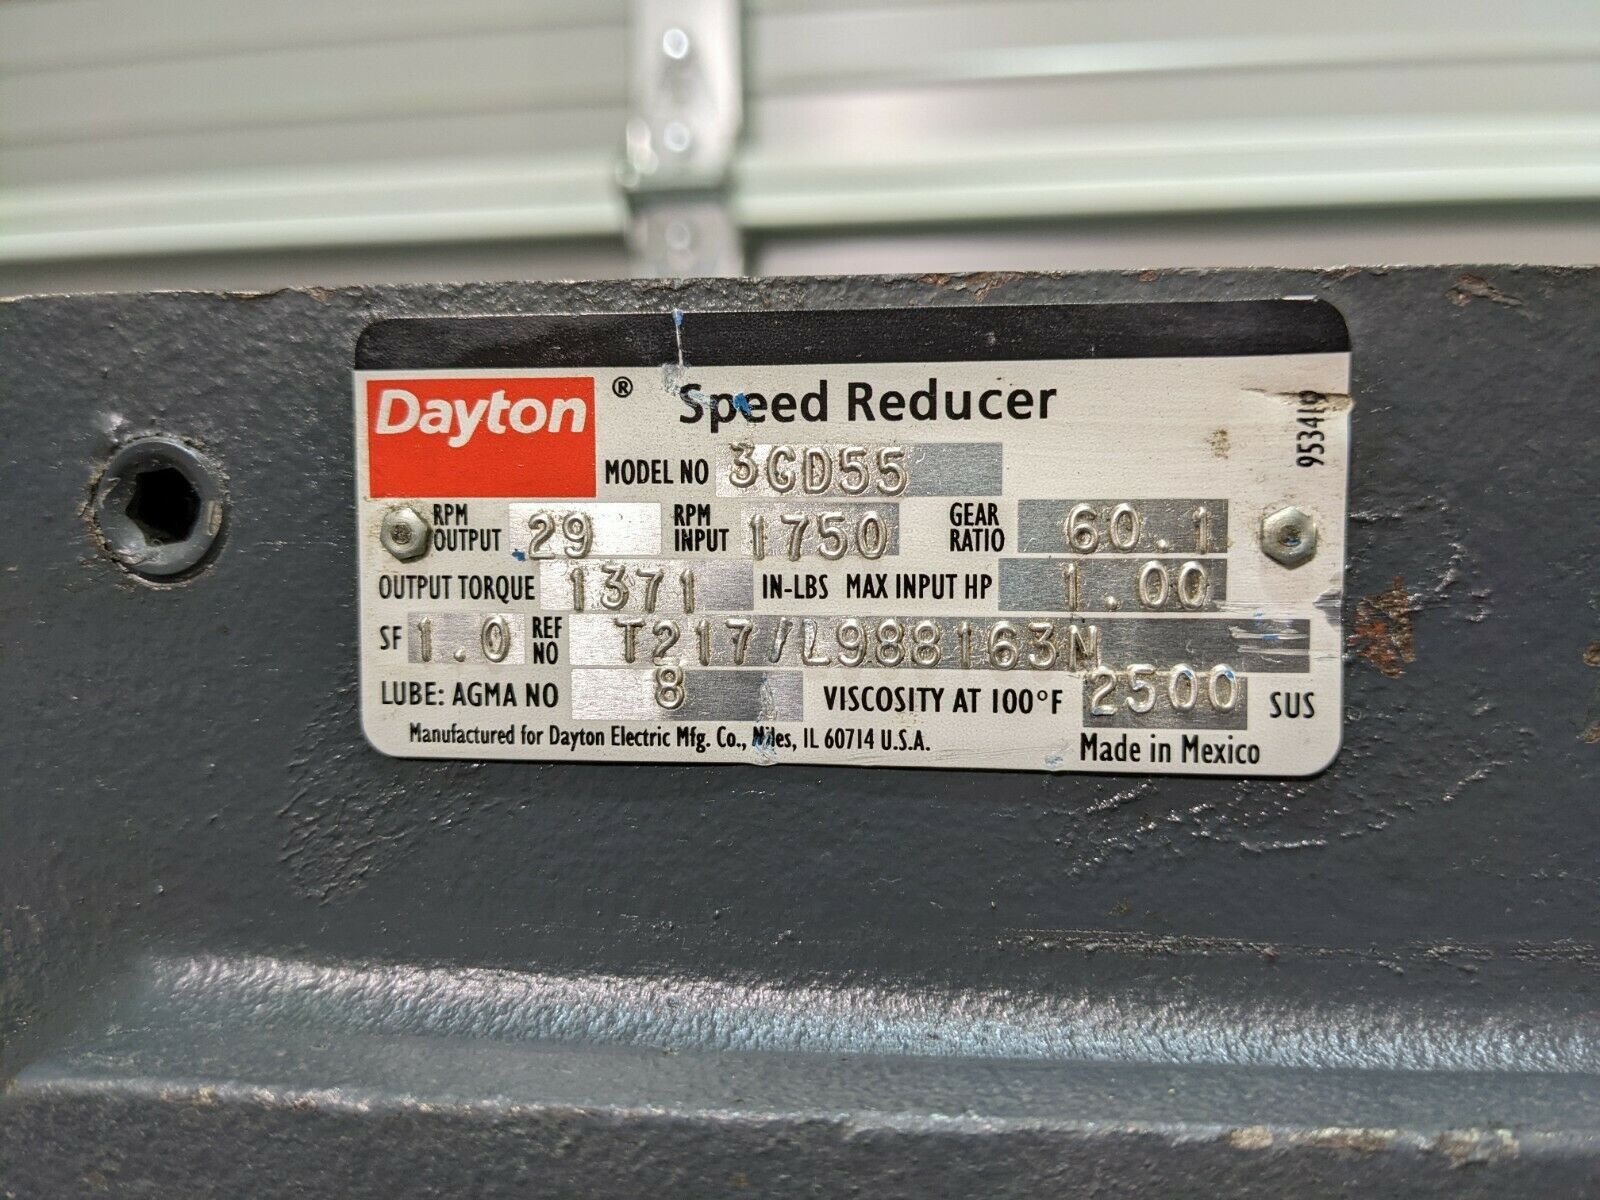 Dayton® Speed Reducer
MODEL NO 3GD55
953419
RPM OUTPUT 29 RPM INPUT 1750 GEAR RATIO 60.1
OUTPUT TORQUE 1371 IN-LBS MAX INPUT HP 1.00
SF 1.0 REF NO T217/L988163N
LUBE: AGMA NO 8 VISCOSITY AT 100°F 2500 SUS
Manufactured for Dayton Electric Mfg. Co., Niles, IL 60714 U.S.A.
Made in Mexico